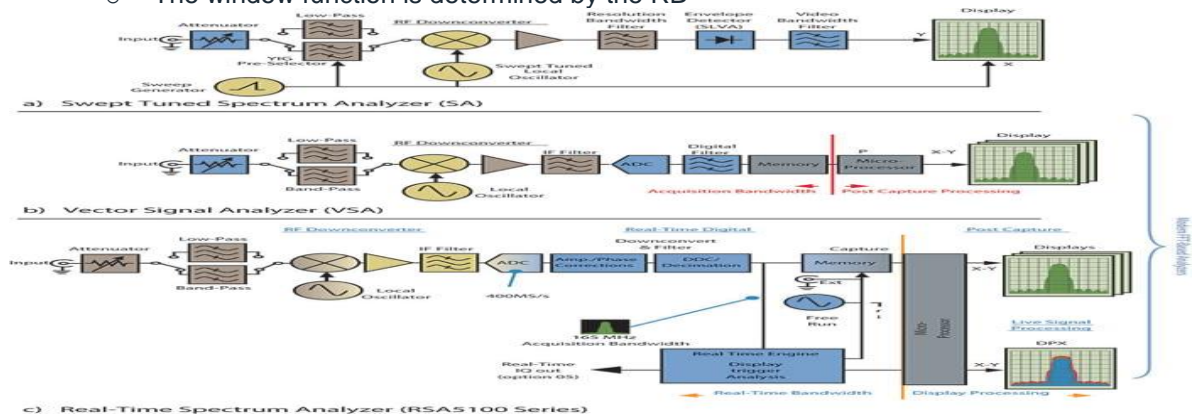 The window function is determined by the RB
Low-Pass
RF Downconverter
Resolution Bandwidth Filter
Envelope Detector (SLVA)
Video Bandwidth Filter
Display
Attenuator
Input
YIG Pre-Selector
Swept Tuned Local Oscillator
Y
X
Sweep Generator
a) Swept Tuned Spectrum Analyzer (SA)
Low-Pass
RF Downconverter
Attenuator
Input
Band-Pass
Local Oscillator
IF Filter
ADC
Digital Filter
Memory
P
Micro-Processor
X-Y
Display
Acquisition Bandwidth
Post Capture Processing
b) Vector Signal Analyzer (VSA)
RF Downconverter
Real-Time Digital
Downconvert & Filter
Post Capture
Attenuator
Low-Pass
Input
Band-Pass
Local Oscillator
IF Filter
ADC
400MS/s
Amp/Phase Corrections
DDC/Decimation
Capture
Memory
Ext
Free Run
Displays
X-Y
Micro-Processor
Live Signal Processing
DPX
X-Y
165 MHz
Acquisition Bandwidth
Real-Time IQ out (option 05)
Real Time Engine
Display trigger Analysis
Real-Time Bandwidth
Display Processing
c) Real-Time Spectrum Analyzer (RSA5100 Series)